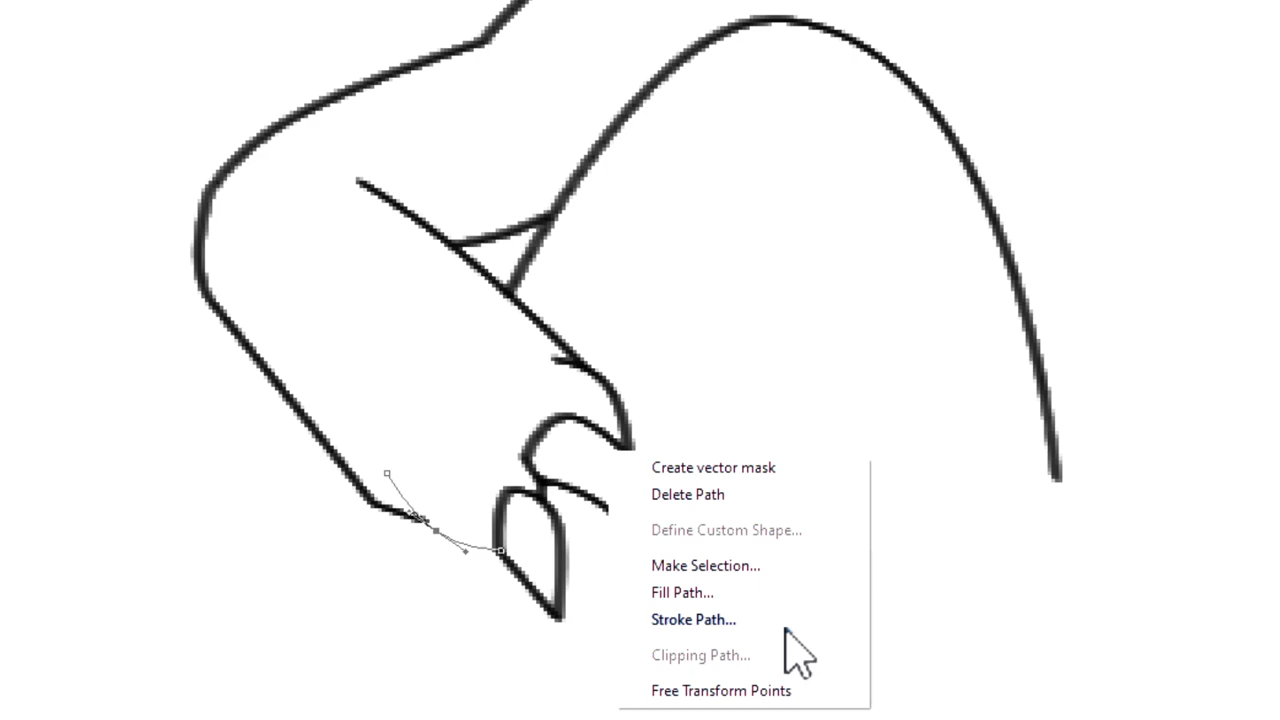 Create vector mask
Delete Path
Define Custom Shape...
Make Selection...
Fill Path...
Stroke Path...
Clipping Path...
Free Transform Points